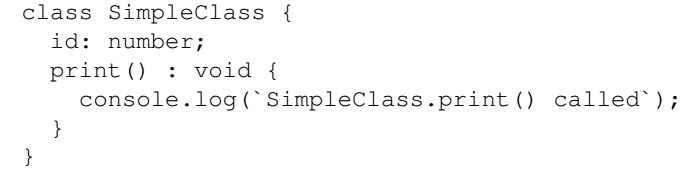 class SimpleClass {
  id: number;
  print() : void {
    console.log(`SimpleClass.print() called`);
  }
}